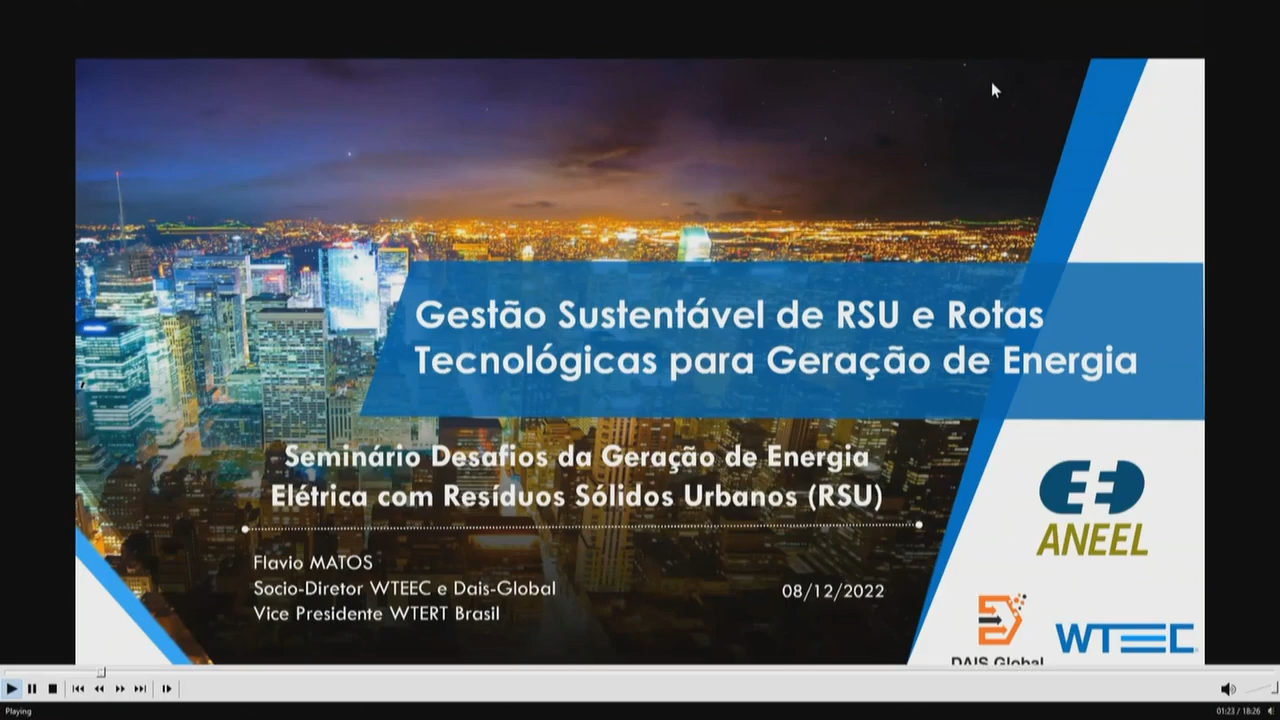 Gestão Sustentável de RSU e Rotas
Tecnológicas para Geração de Energia
Seminário Desafios da Geração de Energia
Elétrica com Resíduos Sólidos Urbanos (RSU)
Flavio MATOS
Socio-Diretor WTEEC e Dais-Global
Vice Presidente WTERT Brasil
08/12/2022
ANEEL
DAIS Global
WTEEC
Playing
01:23 / 18:26